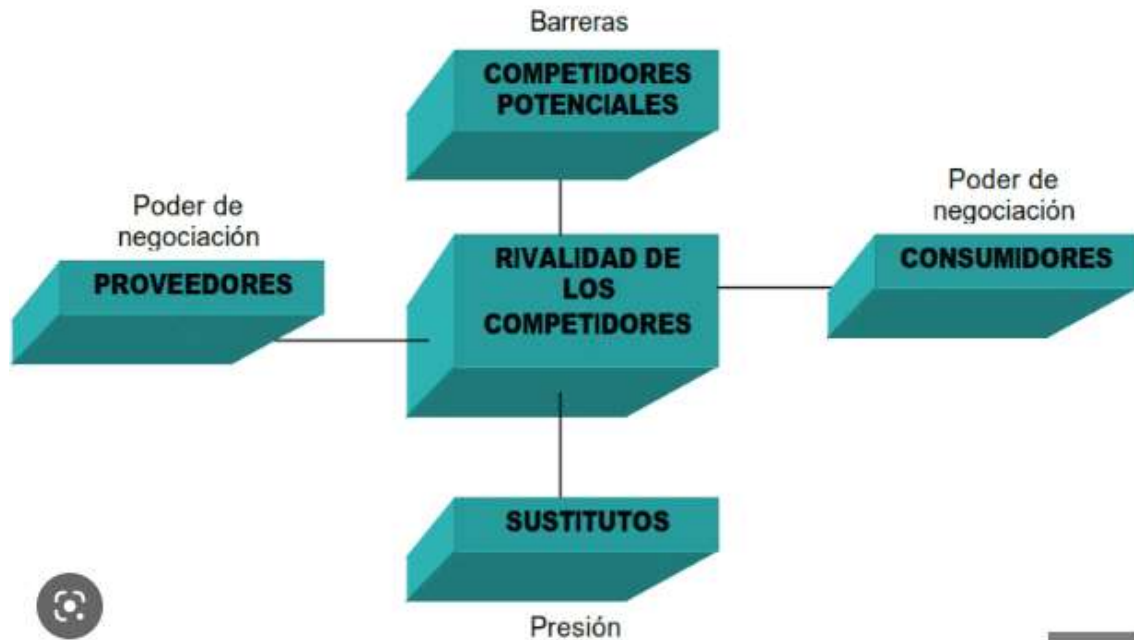 Barreras
COMPETIDORES
POTENCIALES
Poder de
negociación
PROVEEDORES
RIVALIDAD DE
LOS
COMPETIDORES
Poder de
negociación
CONSUMIDORES
SUSTITUTOS
Presión